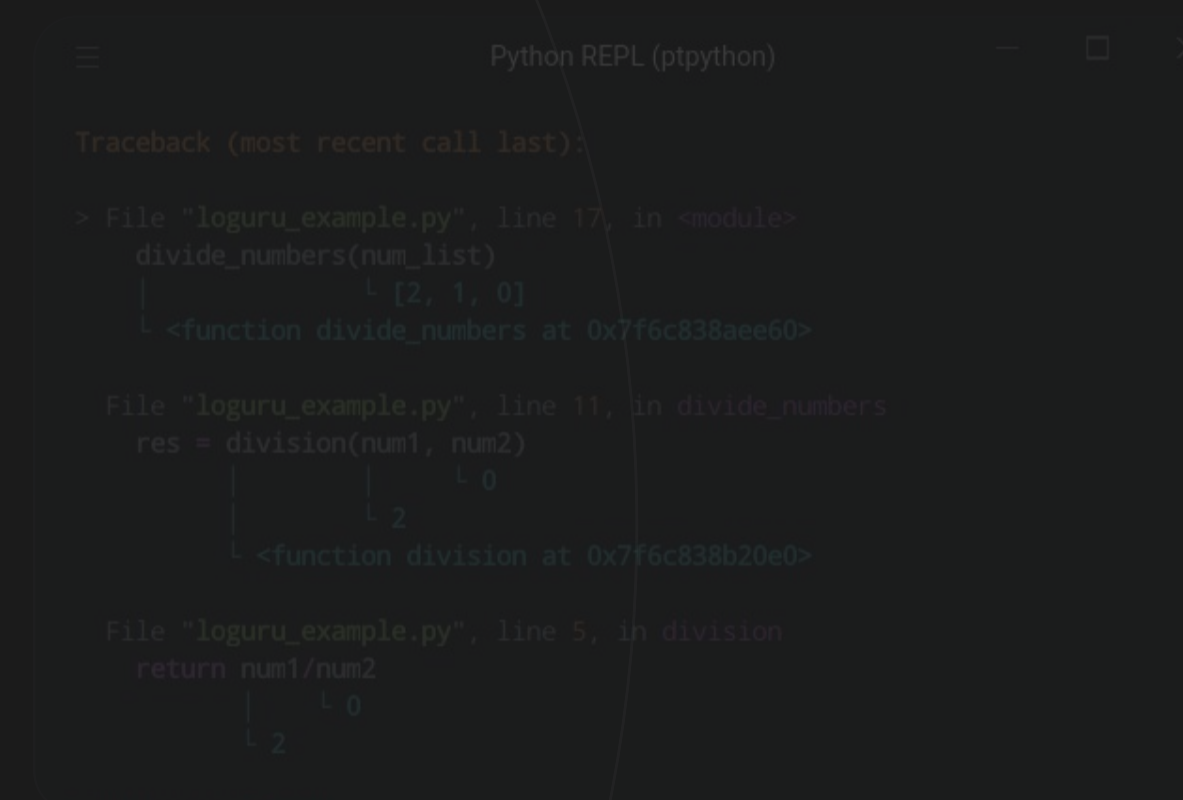 Python REPL (ptpython)
Traceback (most recent call last):
> File "loguru_example.py", line 17, in <module>
divide_numbers(num_list)
│ └ [2, 1, 0]
└ <function divide_numbers at 0x7f6c838aee60>
File "loguru_example.py", line 11, in divide_numbers
res = division(num1, num2)
│ │ └ 0
│ └ 2
└ <function division at 0x7f6c838b20e0>
File "loguru_example.py", line 5, in division
return num1/num2
│ └ 0
└ 2